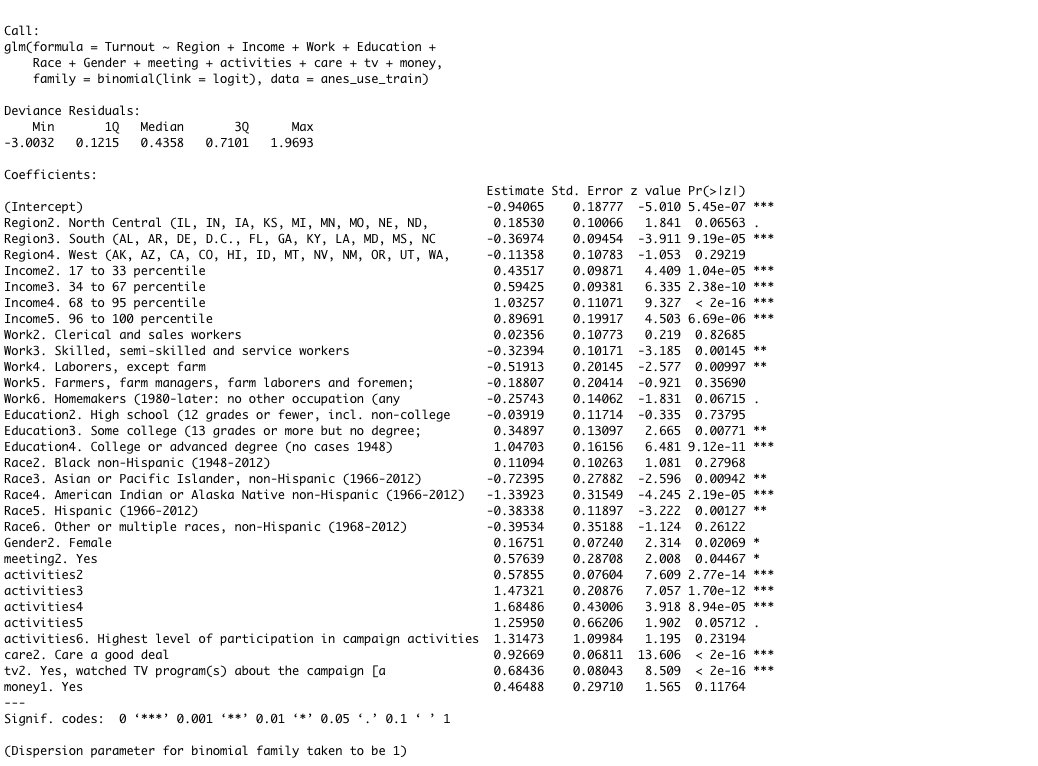 Call:
glm(formula = Turnout ~ Region + Income + Work + Education +
    Race + Gender + meeting + activities + care + tv + money,
    family = binomial(link = logit), data = anes_use_train)

Deviance Residuals:
    Min      1Q  Median      3Q     Max
-3.0032  0.1215  0.4358  0.7101  1.9693

Coefficients:
Estimate Std. Error z value Pr(>|z|)
(Intercept) -0.94065 0.18777 -5.010 5.45e-07 ***
Region2. North Central (IL, IN, IA, KS, MI, MN, MO, NE, ND, 0.18530 0.10066 1.841 0.06563 .
Region3. South (AL, AR, DE, D.C., FL, GA, KY, LA, MD, MS, NC -0.36974 0.09454 -3.911 9.19e-05 ***
Region4. West (AK, AZ, CA, CO, HI, ID, MT, NV, NM, OR, UT, WA, -0.11358 0.10783 -1.053 0.29219
Income2. 17 to 33 percentile 0.43517 0.09871 4.409 1.04e-05 ***
Income3. 34 to 67 percentile 0.59425 0.09381 6.335 2.38e-10 ***
Income4. 68 to 95 percentile 1.03257 0.11071 9.327 < 2e-16 ***
Income5. 96 to 100 percentile 0.89691 0.19917 4.503 6.69e-06 ***
Work2. Clerical and sales workers 0.02356 0.10773 0.219 0.82685
Work3. Skilled, semi-skilled and service workers -0.32394 0.10171 -3.185 0.00145 **
Work4. Laborers, except farm -0.51913 0.20145 -2.577 0.00997 **
Work5. Farmers, farm managers, farm laborers and foremen; -0.18807 0.20414 -0.921 0.35690
Work6. Homemakers (1980-later: no other occupation (any -0.25743 0.14062 -1.831 0.06715 .
Education2. High school (12 grades or fewer, incl. non-college -0.03919 0.11714 -0.335 0.73795
Education3. Some college (13 grades or more but no degree; 0.34897 0.13097 2.665 0.00771 **
Education4. College or advanced degree (no cases 1948) 1.04703 0.16156 6.481 9.12e-11 ***
Race2. Black non-Hispanic (1948-2012) 0.11094 0.10263 1.081 0.27968
Race3. Asian or Pacific Islander, non-Hispanic (1966-2012) -0.72395 0.27882 -2.596 0.00942 **
Race4. American Indian or Alaska Native non-Hispanic (1966-2012) -1.33923 0.31549 -4.245 2.19e-05 ***
Race5. Hispanic (1966-2012) -0.38338 0.11897 -3.222 0.00127 **
Race6. Other or multiple races, non-Hispanic (1968-2012) -0.39534 0.35188 -1.124 0.26122
Gender2. Female 0.16751 0.07240 2.314 0.02069 *
meeting2. Yes 0.57639 0.28708 2.008 0.04467 *
activities2 0.57855 0.07604 7.609 2.77e-14 ***
activities3 1.47321 0.20876 7.057 1.70e-12 ***
activities4 1.68486 0.43006 3.918 8.94e-05 ***
activities5 1.25950 0.66206 1.902 0.05712 .
activities6. Highest level of participation in campaign activities 1.31473 1.09984 1.195 0.23194
care2. Care a good deal 0.92669 0.06811 13.606 < 2e-16 ***
tv2. Yes, watched TV program(s) about the campaign [a 0.68436 0.08043 8.509 < 2e-16 ***
money1. Yes 0.46488 0.29710 1.565 0.11764
---
Signif. codes:  0 ‘***’ 0.001 ‘**’ 0.01 ‘*’ 0.05 ‘.’ 0.1 ‘ ’ 1

(Dispersion parameter for binomial family taken to be 1)